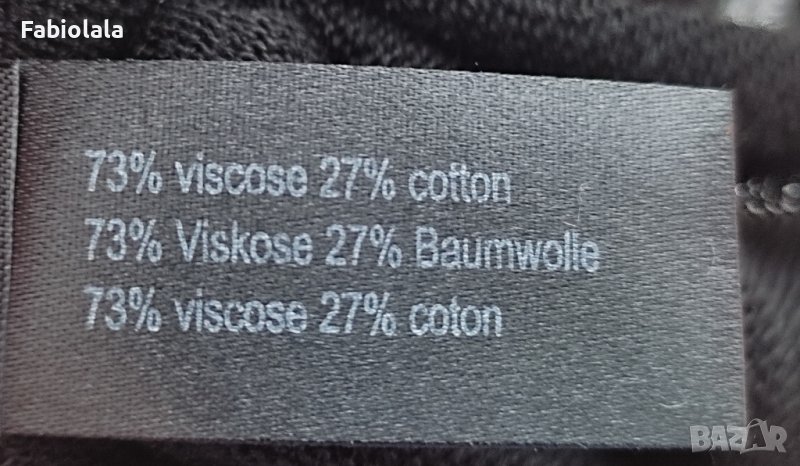 Fabiolala
73% viscose 27% cotton
73% Viskose 27% Baumwolle
73% viscose 27% coton
BAZAR